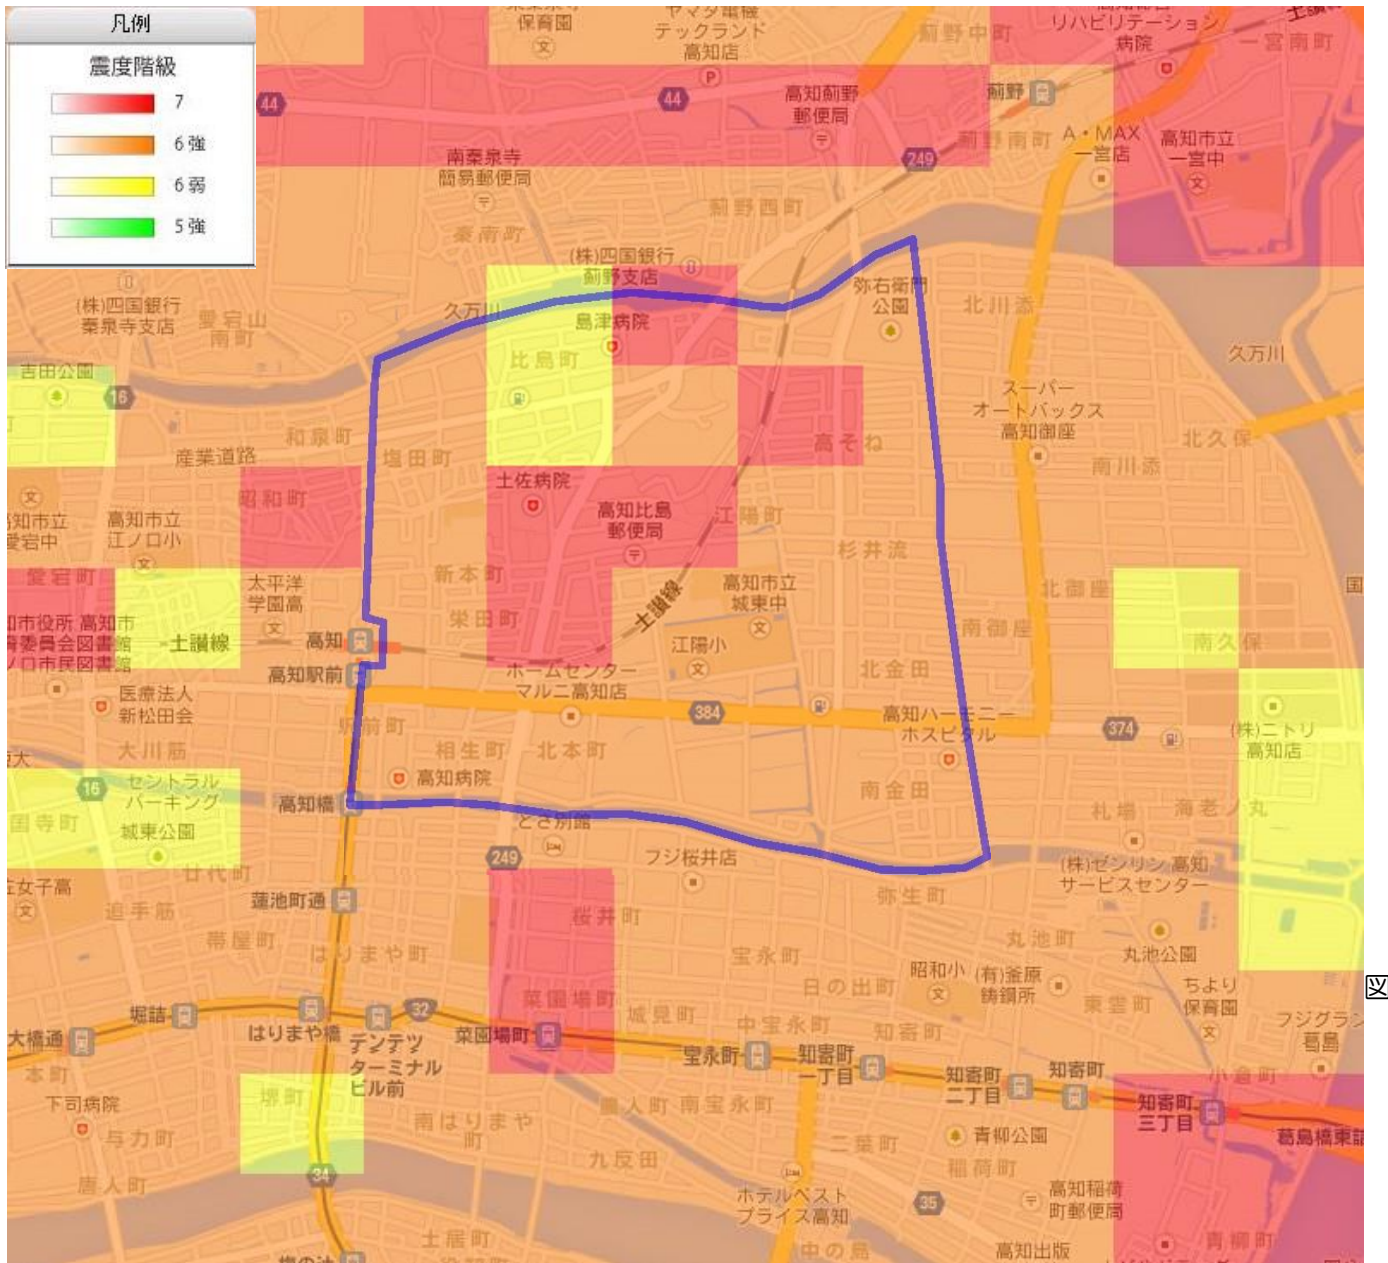 凡例
震度階級
7
6強
6弱
5強
保育園
ヤマダ電機
テックランド
高知店
薊野中町
リハビリテーション
病院
土讃線
一宮南町
44
44
高知薊野
郵便局
薊野
249
薊野南町
A・MAX
一宮店
高知市立
一宮中
南秦泉寺
簡易郵便局
薊野西町
秦南町
(株)四国銀行
薊野支店
(株)四国銀行
秦泉寺支店
愛宕山
南町
久万川
島津病院
弥右衛門
公園
北川添
久万川
吉田公園
16
比島町
スーパー
オートバックス
高知御座
和泉町
産業道路
塩田町
高そね
北久保
南川添
土佐病院
昭和町
高知比島
郵便局
江陽町
高知市立
江ノ口小
杉井流
愛宕町
太平洋
学園高
新本町
栄田町
高知市立
城東中
北御座
土讃線
土讃線
高知
江陽小
南御座
南久保
高知駅前
ホームセンター
マルニ高知店
北金田
医療法人
新松田会
384
高知ハーモニー
ホスピタル
374
(株)ニトリ
高知店
駅前町
大川筋
相生町
北本町
高知病院
16
セントラル
パーキング
高知橋
南金田
札場
海老ノ丸
城東公園
とさ別館
249
フジ桜井店
(株)ゼンリン高知
サービスセンター
廿代町
蓮池町通
弥生町
追手筋
桜井町
帯屋町
はりまや町
宝永町
丸池町
丸池公園
昭和小
(有)釜原
鋳鋼所
日の出町
ちより
保育園
図
菜園場町
東雲町
堀詰
はりまや橋
32
デンテツ
ターミナル
ビル前
菜園場町
城見町
中宝永町
知寄町
フジグラン
葛島
大橋通
宝永町
知寄町
一丁目
知寄町
二丁目
知寄町
小倉町
本町
下司病院
堺町
知寄町
三丁目
葛島橋東詰
与力町
南はりまや
町
農人町
南宝永町
二葉町
青柳公園
九反田
稲荷町
唐人町
34
ホテルベスト
プライス高知
35
高知稲荷
町郵便局
土居町
中の島
高知出版
青柳町